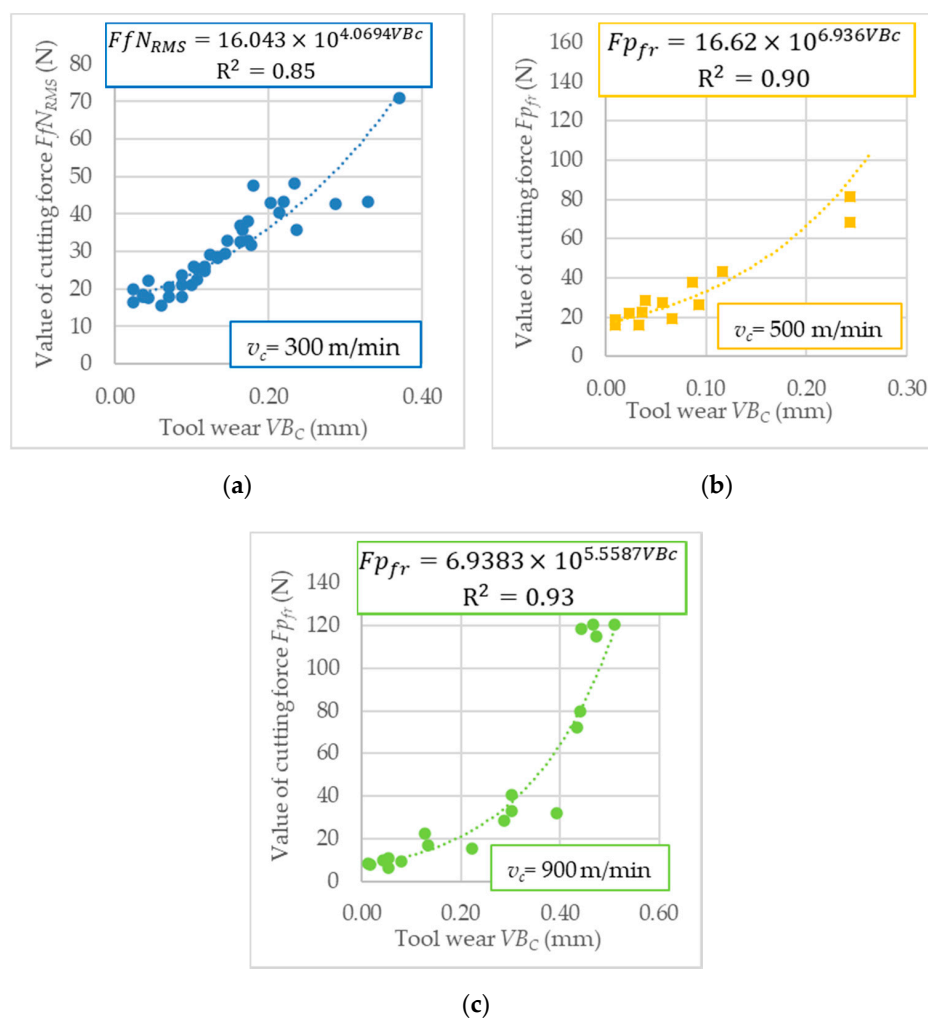 FfN_RMS = 16.043 × 10^4.0694VBc
R² = 0.85
Value of cutting force FfN_RMS (N)
80
70
60
50
40
30
20
10
0
v_c= 300 m/min
0.00 0.20 0.40
Tool wear VB_C (mm)
(a)
Fp_fr = 16.62 × 10^6.936VBc
R² = 0.90
Value of cutting force Fp_fr (N)
160
140
120
100
80
60
40
20
0
v_c= 500 m/min
0.00 0.10 0.20 0.30
Tool wear VB_C (mm)
(b)
Fp_fr = 6.9383 × 10^5.5587VBc
R² = 0.93
Value of cutting force Fp_fr (N)
140
120
100
80
60
40
20
0
v_c= 900 m/min
0.00 0.20 0.40 0.60
Tool wear VB_C (mm)
(c)